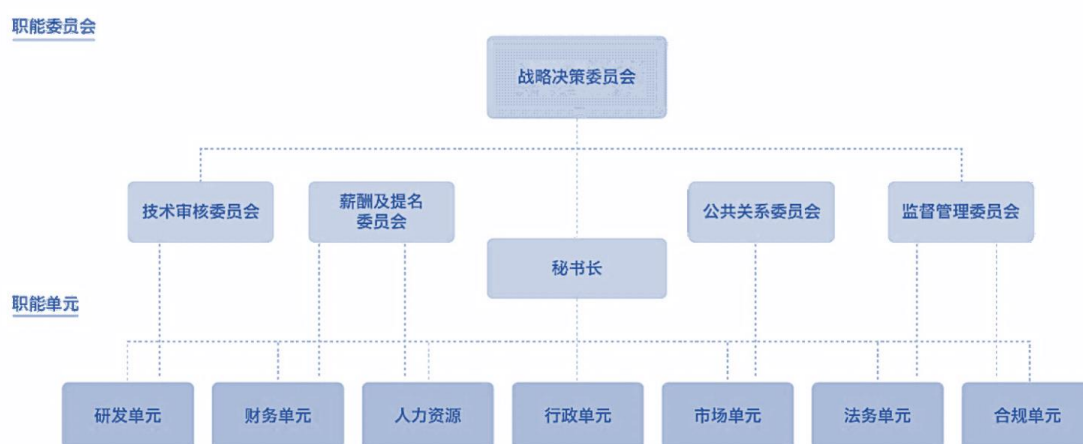 职能委员会
战略决策委员会
技术审核委员会
薪酬及提名
委员会
公共关系委员会
监督管理委员会
秘书长
职能单元
研发单元
财务单元
人力资源
行政单元
市场单元
法务单元
合规单元